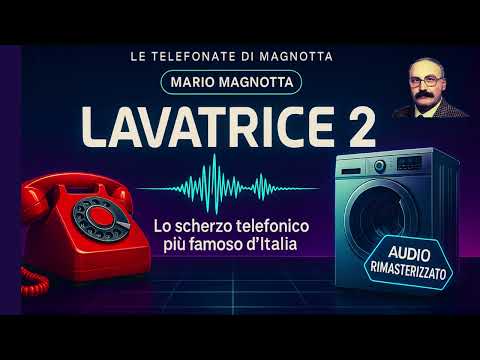 LE TELEFONATE DI MAGNOTTA
MARIO MAGNOTTA
LAVATRICE 2
Lo scherzo telefonico
più famoso d'Italia
AUDIO
RIMASTERIZZATO